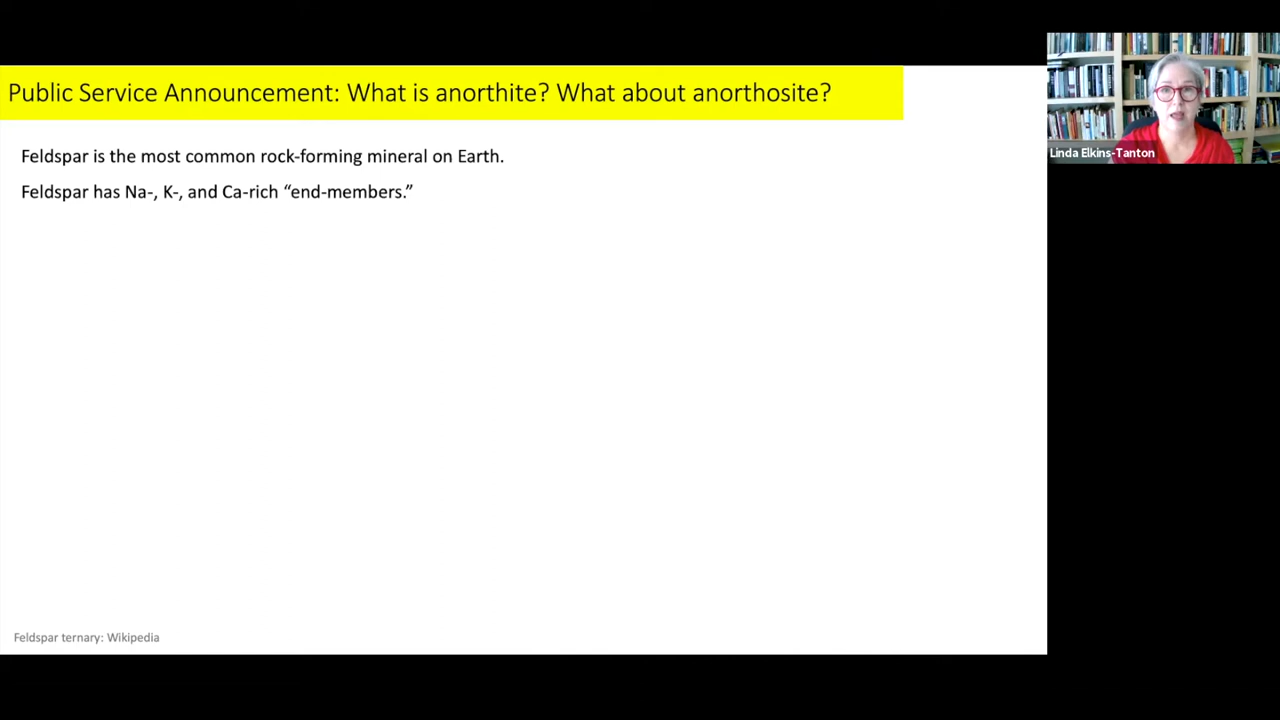 Public Service Announcement: What is anorthite? What about anorthosite?
Feldspar is the most common rock-forming mineral on Earth.
Feldspar has Na-, K-, and Ca-rich “end-members.”
Feldspar ternary: Wikipedia
Linda Elkins-Tanton